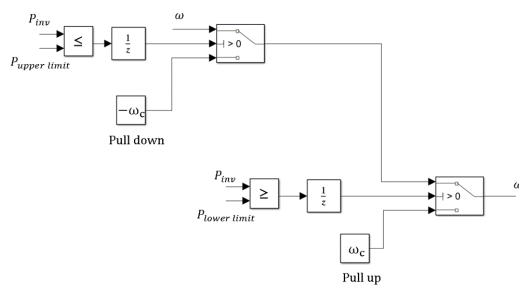 P_inv
ω
P_upper limit
≤
1/z
> 0
−ω_c
Pull down
P_inv
P_lower limit
≥
1/z
> 0
ω
ω_c
Pull up